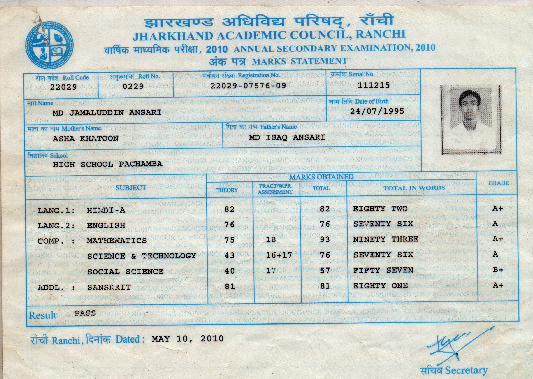 झारखण्ड अधिविद्य परिषद्, राँची
JHARKHAND ACADEMIC COUNCIL, RANCHI
वार्षिक माध्यमिक परीक्षा, 2010 ANNUAL SECONDARY EXAMINATION, 2010
अंक पत्र MARKS STATEMENT
Roll Code Roll No. Registration No. Serial No.
22029 0229 22029-07576-09 111215
नाम Name जन्म तिथि Date of Birth
MD JAMALUDDIN ANSARI 24/07/1995
माता का नाम Mother's Name पिता का नाम Father's Name
ASHA KHATOON MD ISAQ ANSARI
विद्यालय School
HIGH SCHOOL PACHAMBA
MARKS OBTAINED
SUBJECT THEORY PRACT/W.P.R. ASSESSMENT TOTAL TOTAL IN WORDS GRADE
LANG.1: HINDI-A 82 82 EIGHTY TWO A+
LANG.2: ENGLISH 76 76 SEVENTY SIX A
COMP. : MATHEMATICS 75 18 93 NINETY THREE A+
SCIENCE & TECHNOLOGY 43 16+17 76 SEVENTY SIX A
SOCIAL SCIENCE 40 17 57 FIFTY SEVEN B+
ADDL. : SANSKRIT 81 81 EIGHTY ONE A+
Result PASS
राँची Ranchi, दिनांक Dated: MAY 10, 2010
सचिव Secretary